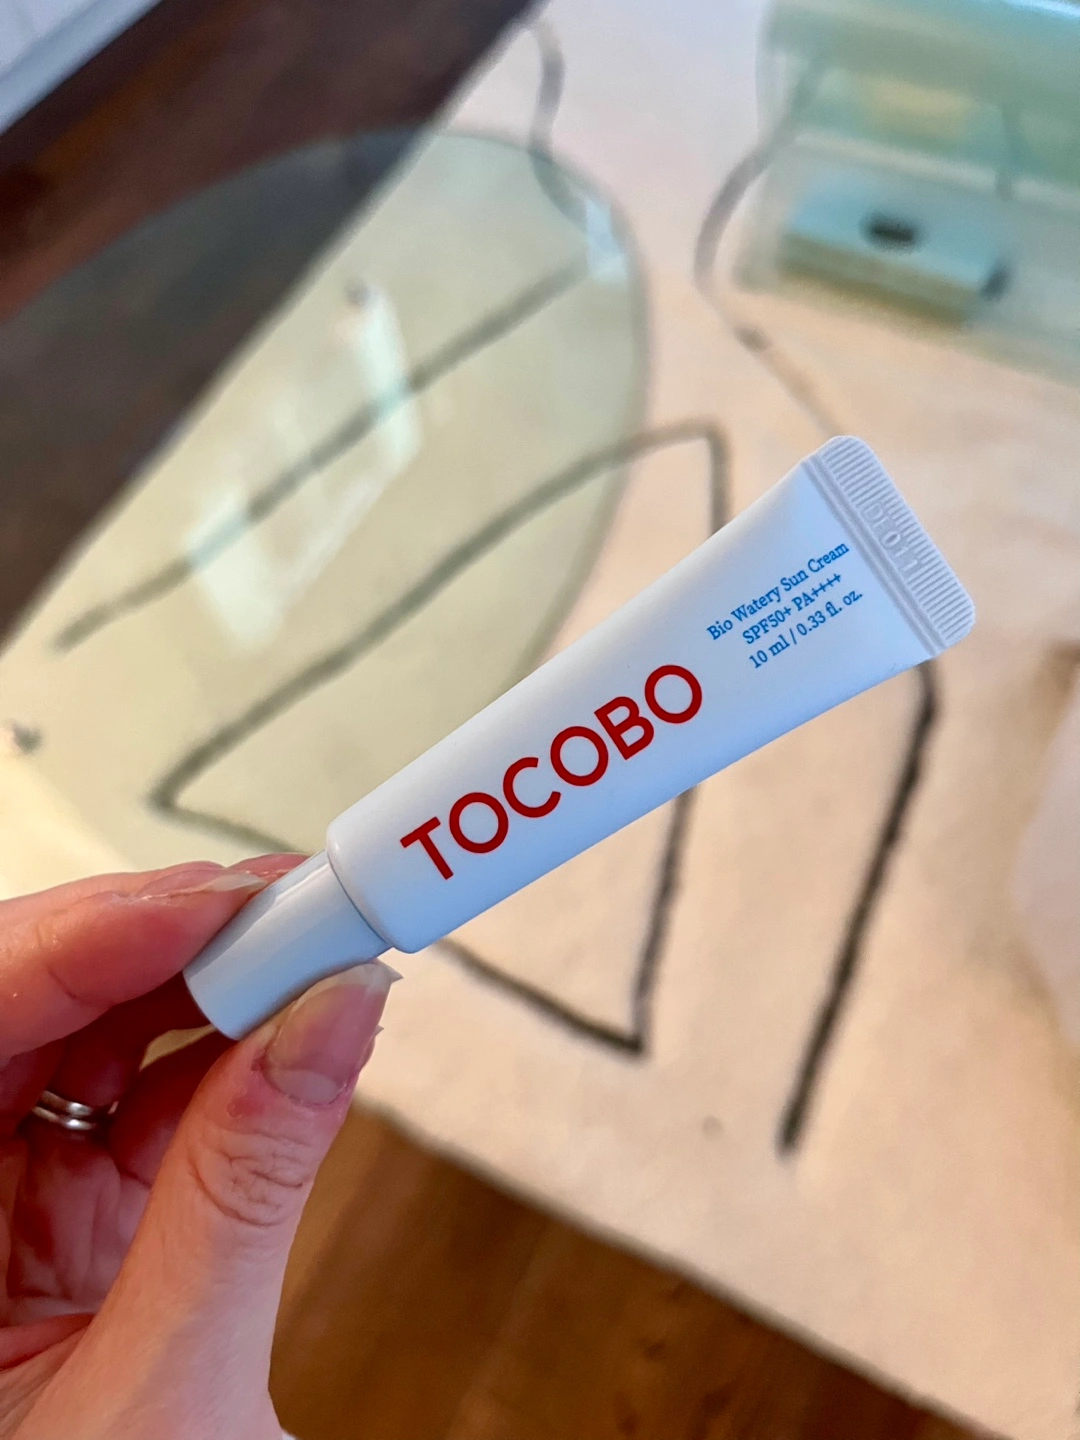 TOCOBO
Bio Watery Sun Cream
SPF50+ PA++++
10 ml / 0.33 fl. oz.